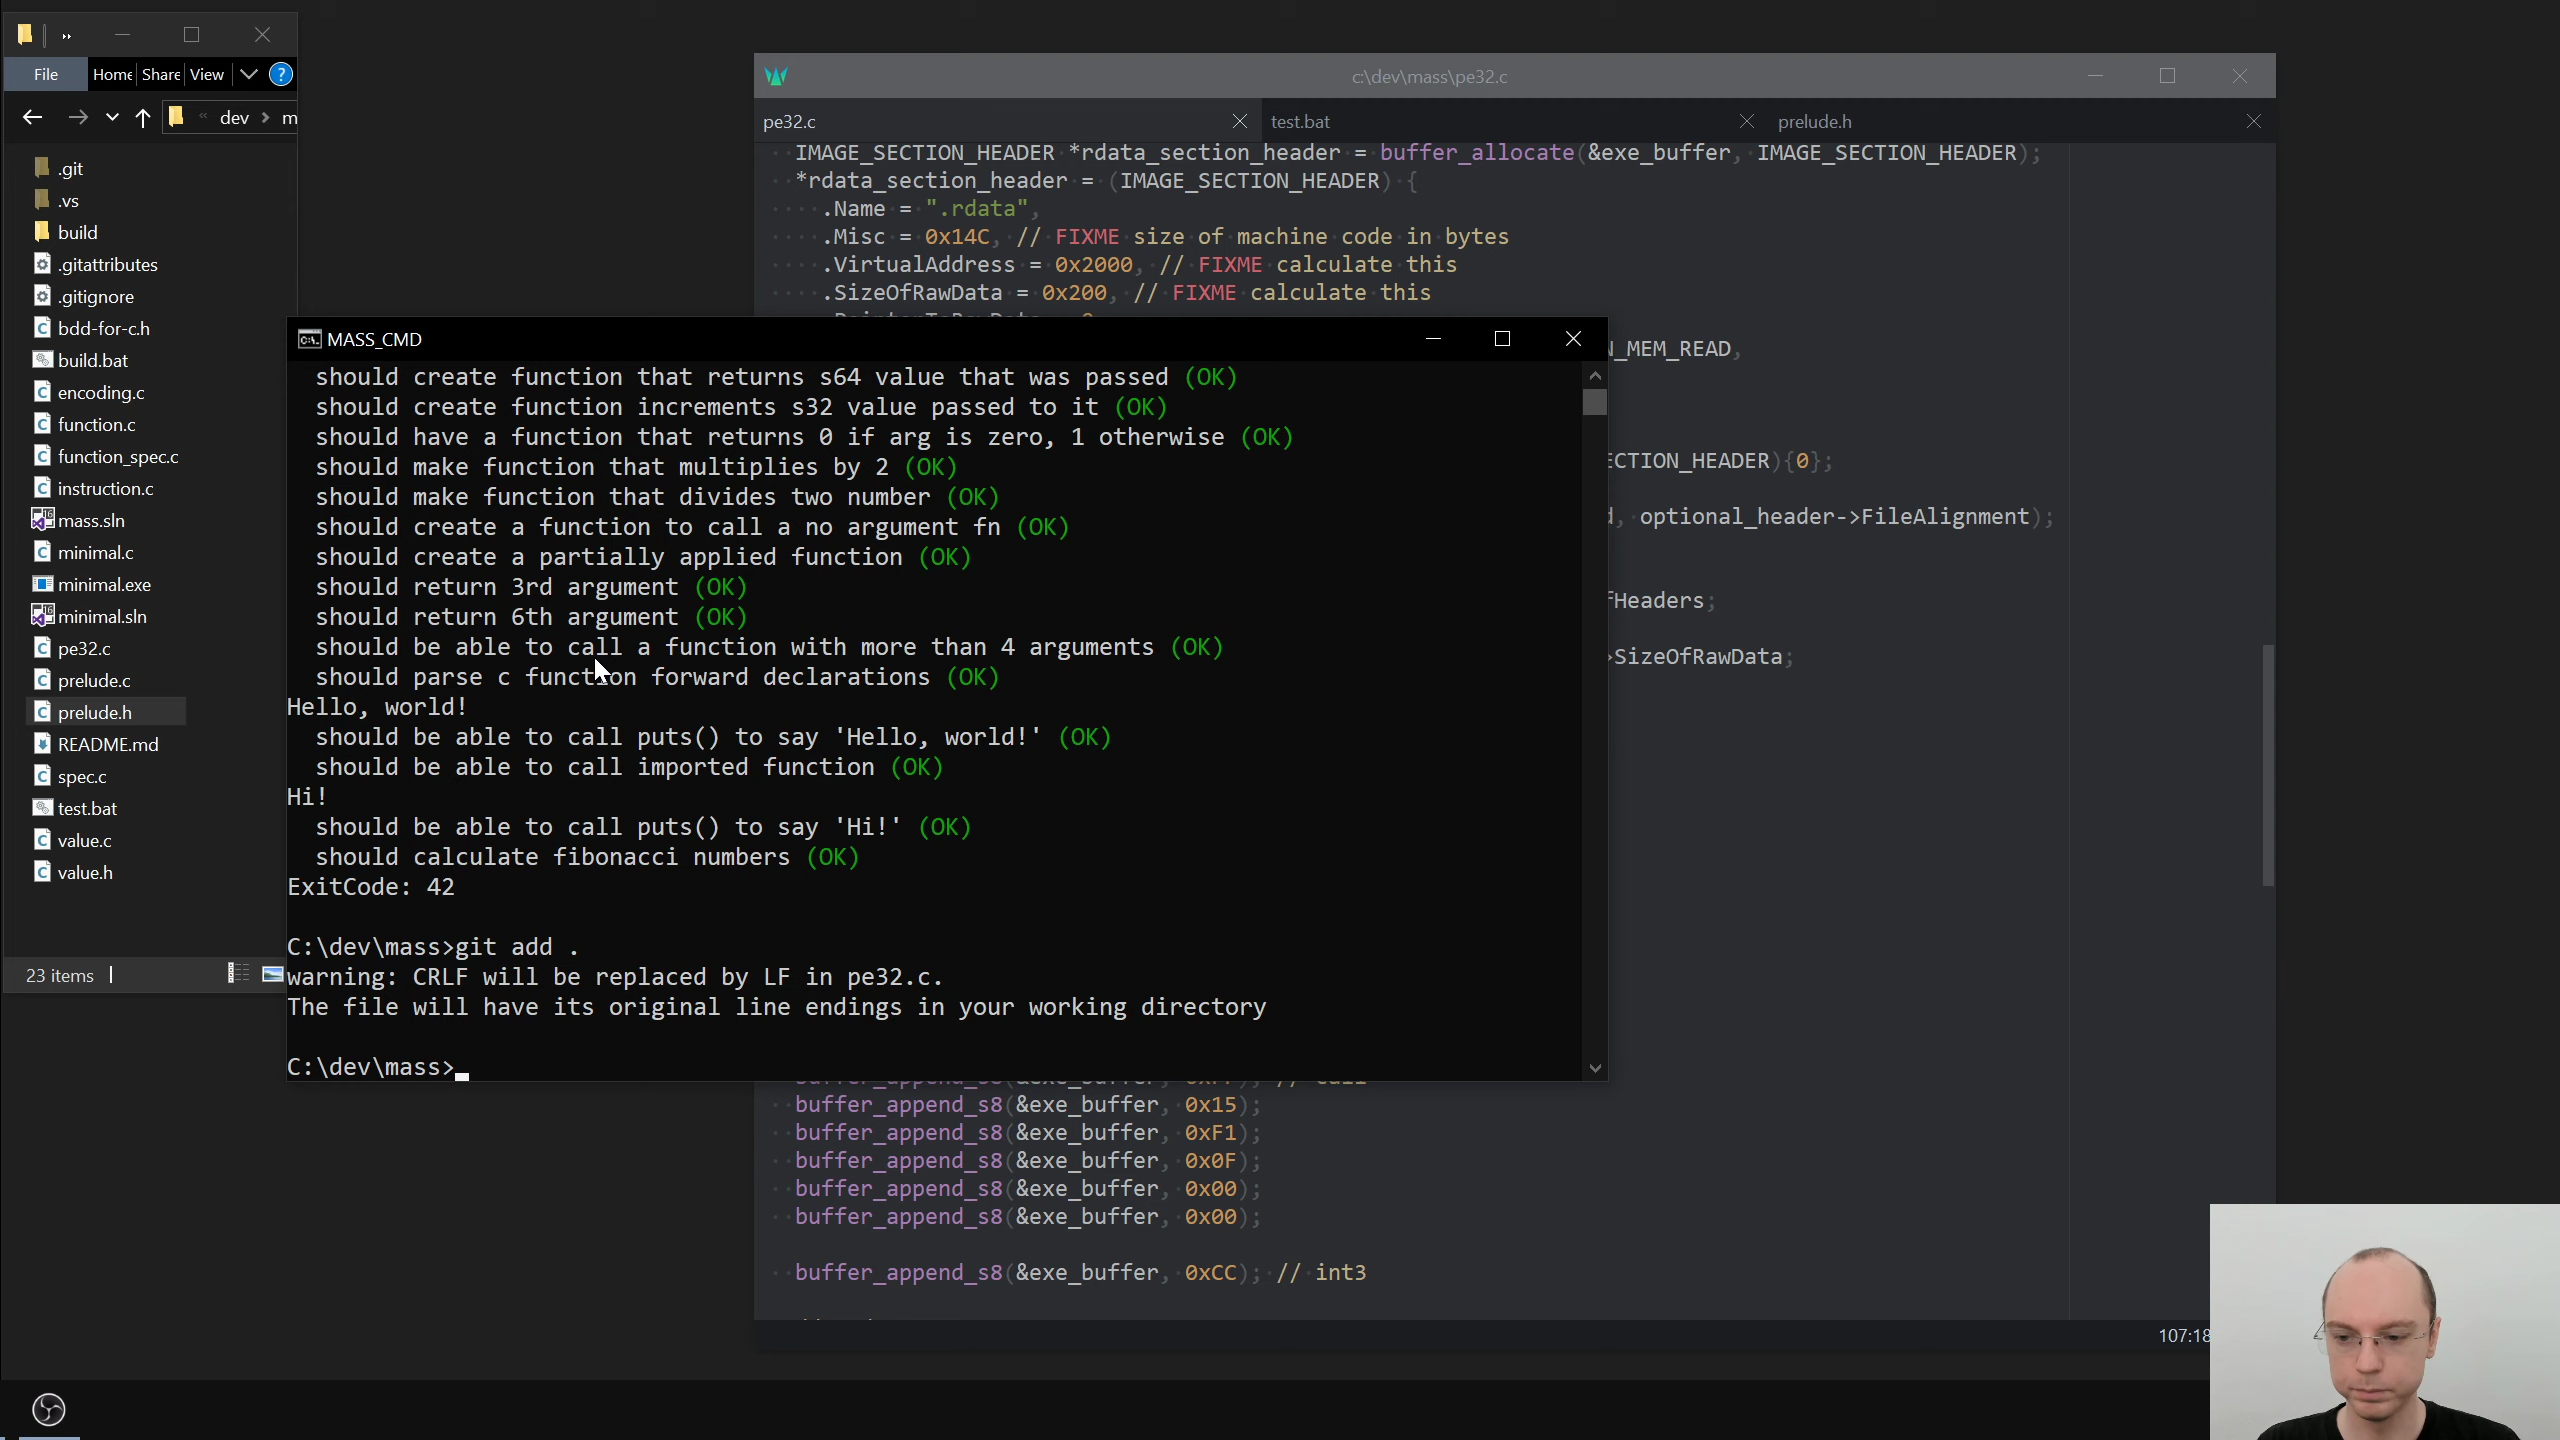 File Home Share View ?
dev > m
.git
.vs
build
.gitattributes
.gitignore
bdd-for-c.h
build.bat
encoding.c
function.c
function_spec.c
instruction.c
mass.sln
minimal.c
minimal.exe
minimal.sln
pe32.c
prelude.c
prelude.h
README.md
spec.c
test.bat
value.c
value.h
23 items
c:\dev\mass\pe32.c
pe32.c
test.bat
prelude.h
IMAGE_SECTION_HEADER *rdata_section_header = buffer_allocate(&exe_buffer, IMAGE_SECTION_HEADER);
*rdata_section_header = (IMAGE_SECTION_HEADER) {
.Name = ".rdata",
.Misc = 0x14C, // FIXME size of machine code in bytes
.VirtualAddress = 0x2000, // FIXME calculate this
.SizeOfRawData = 0x200, // FIXME calculate this
_MEM_READ,
ECTION_HEADER){0};
, optional_header->FileAlignment);
fHeaders;
>SizeOfRawData;
MASS_CMD
should create function that returns s64 value that was passed (OK)
should create function increments s32 value passed to it (OK)
should have a function that returns 0 if arg is zero, 1 otherwise (OK)
should make function that multiplies by 2 (OK)
should make function that divides two number (OK)
should create a function to call a no argument fn (OK)
should create a partially applied function (OK)
should return 3rd argument (OK)
should return 6th argument (OK)
should be able to call a function with more than 4 arguments (OK)
should parse c function forward declarations (OK)
Hello, world!
should be able to call puts() to say 'Hello, world!' (OK)
should be able to call imported function (OK)
Hi!
should be able to call puts() to say 'Hi!' (OK)
should calculate fibonacci numbers (OK)
ExitCode: 42
C:\dev\mass>git add .
warning: CRLF will be replaced by LF in pe32.c.
The file will have its original line endings in your working directory
C:\dev\mass>
buffer_append_s8(&exe_buffer, 0x15);
buffer_append_s8(&exe_buffer, 0xF1);
buffer_append_s8(&exe_buffer, 0x0F);
buffer_append_s8(&exe_buffer, 0x00);
buffer_append_s8(&exe_buffer, 0x00);
buffer_append_s8(&exe_buffer, 0xCC); // int3
107:18